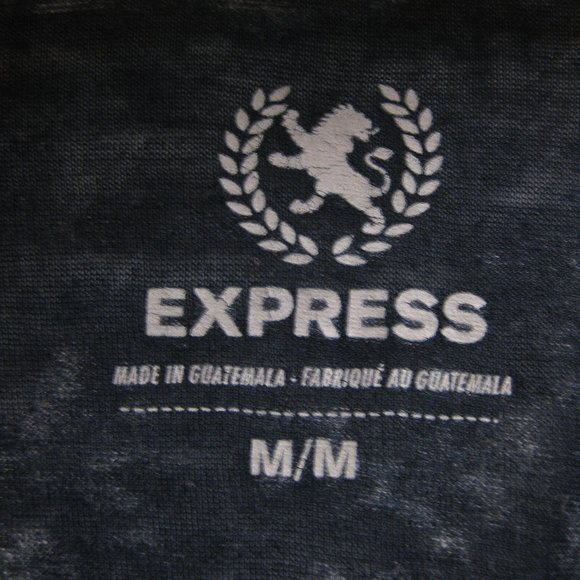 EXPRESS
MADE IN GUATEMALA - FABRIQUÉ AU GUATEMALA
M/M